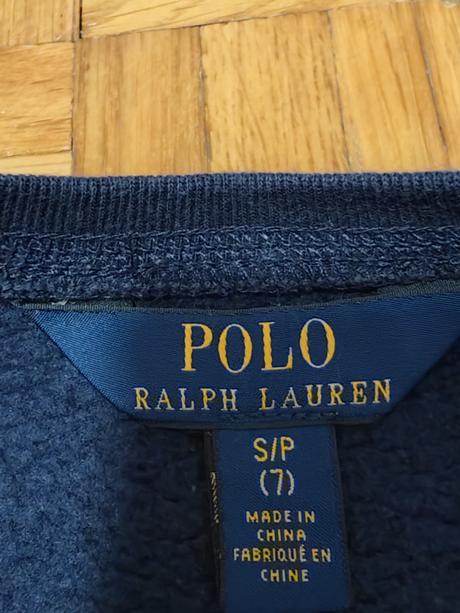 POLO
RALPH LAUREN
S/P
(7)
MADE IN
CHINA
FABRIQUÉ EN
CHINE